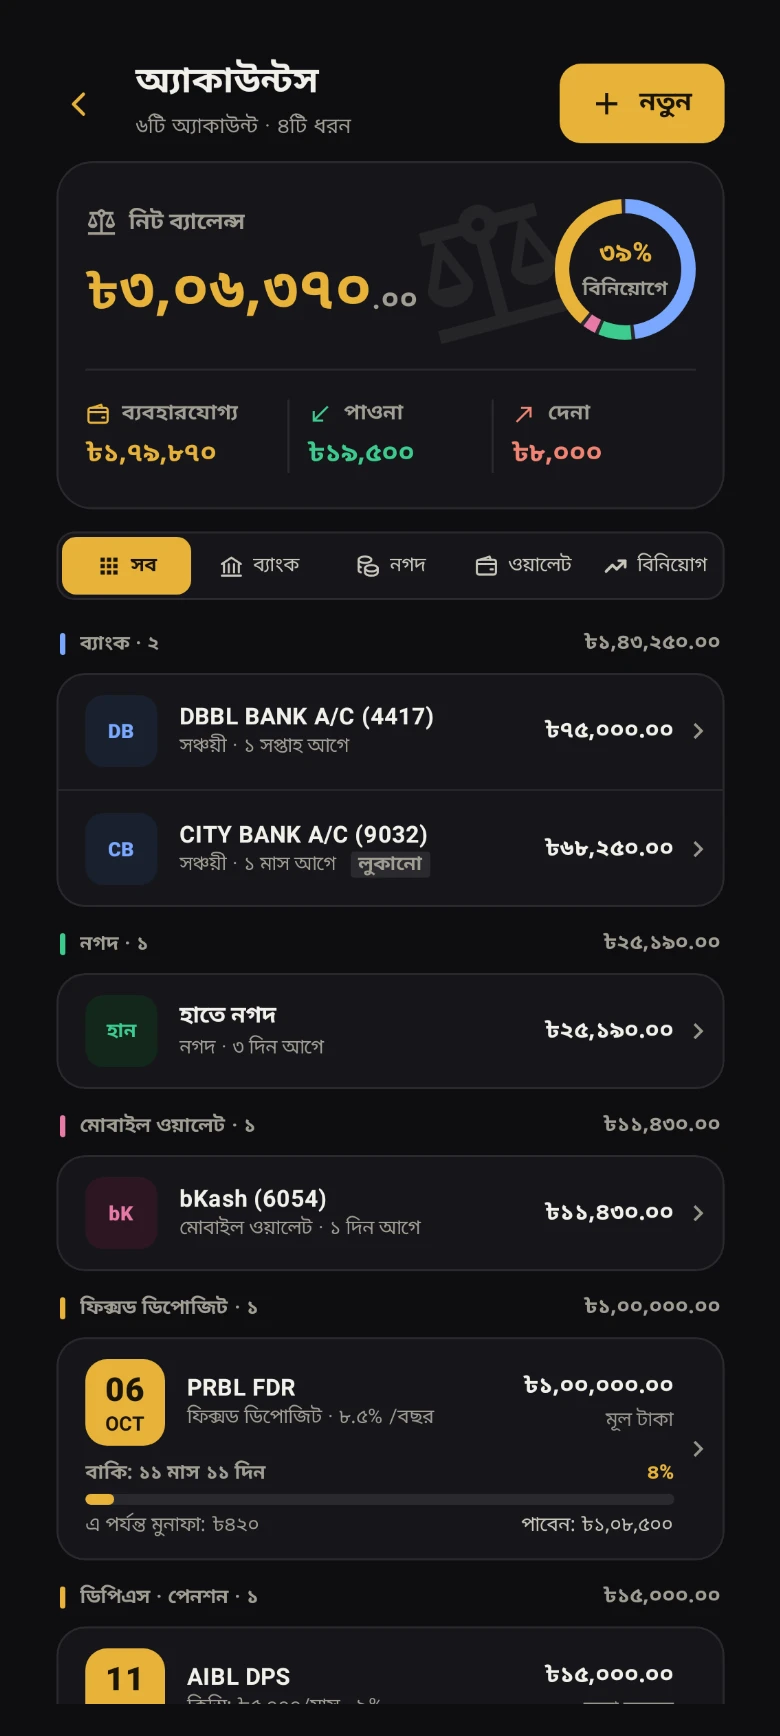 অ্যাকাউন্টস
৬টি অ্যাকাউন্ট · ৪টি ধরন
নতুন
নিট ব্যালেন্স
৳৩,০৬,৩৭০.০০
৩৯%
বিনিয়োগে
ব্যবহারযোগ্য
৳১,৭৯,৮৭০
পাওনা
৳১৯,৫০০
দেনা
৳৮,০০০
সব ব্যাংক নগদ ওয়ালেট বিনিয়োগ
ব্যাংক · ২ ৳১,৪৩,২৫০.০০
DB
DBBL BANK A/C (4417)
সঞ্চয়ী · ১ সপ্তাহ আগে
৳৭৫,০০০.০০
CB
CITY BANK A/C (9032)
সঞ্চয়ী · ১ মাস আগে লুকানো
৳৬৮,২৫০.০০
নগদ · ১ ৳২৫,১৯০.০০
হান
হাতে নগদ
নগদ · ৩ দিন আগে
৳২৫,১৯০.০০
মোবাইল ওয়ালেট · ১ ৳১১,৪৩০.০০
bK
bKash (6054)
মোবাইল ওয়ালেট · ১ দিন আগে
৳১১,৪৩০.০০
ফিক্সড ডিপোজিট · ১ ৳১,০০,০০০.০০
06
OCT
PRBL FDR
ফিক্সড ডিপোজিট · ৮.৫% /বছর
৳১,০০,০০০.০০
মূল টাকা
বাকি: ১১ মাস ১১ দিন ৪%
এ পর্যন্ত মুনাফা: ৳৪২০ পাবেন: ৳১,০৮,৫০০
ডিপিএস · পেনশন · ১ ৳১৫,০০০.০০
11
AIBL DPS
৳১৫,০০০.০০